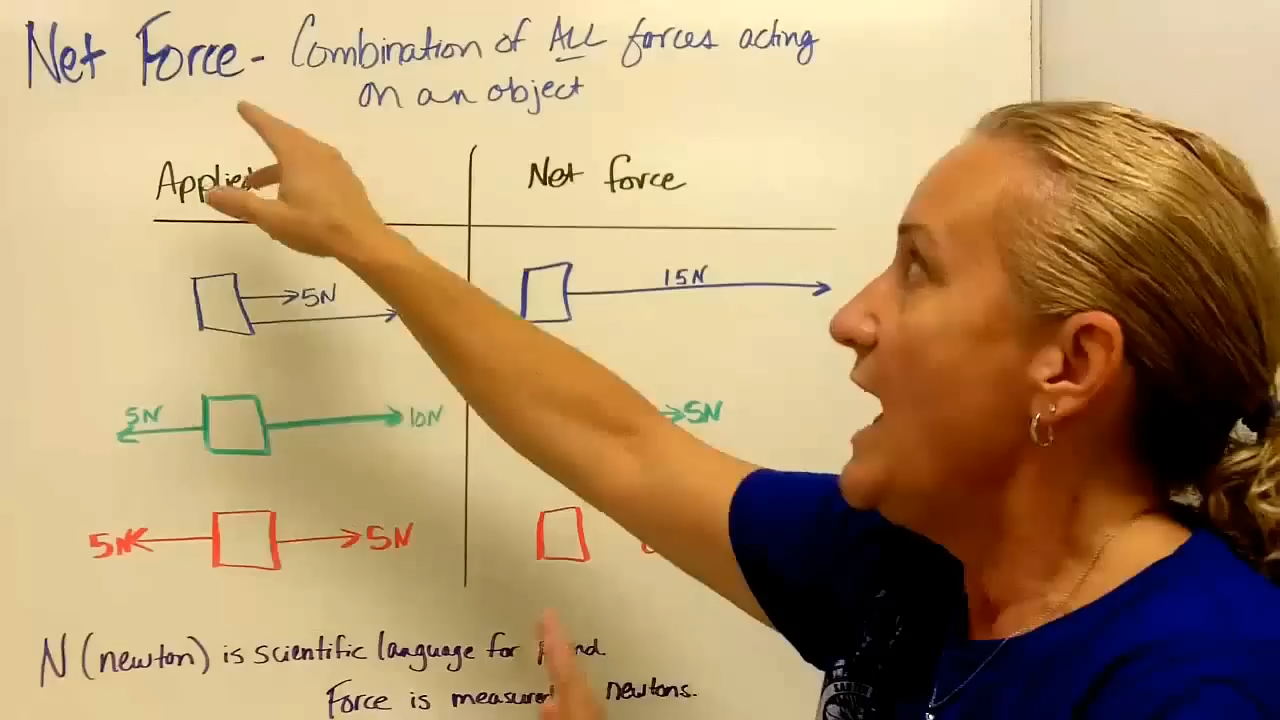 Net Force - Combination of ALL forces acting
on an object
Applied Net force
5N 15N
5N 10N 5N
5N 5N
N (newton) is scientific language for
Force is newtons.